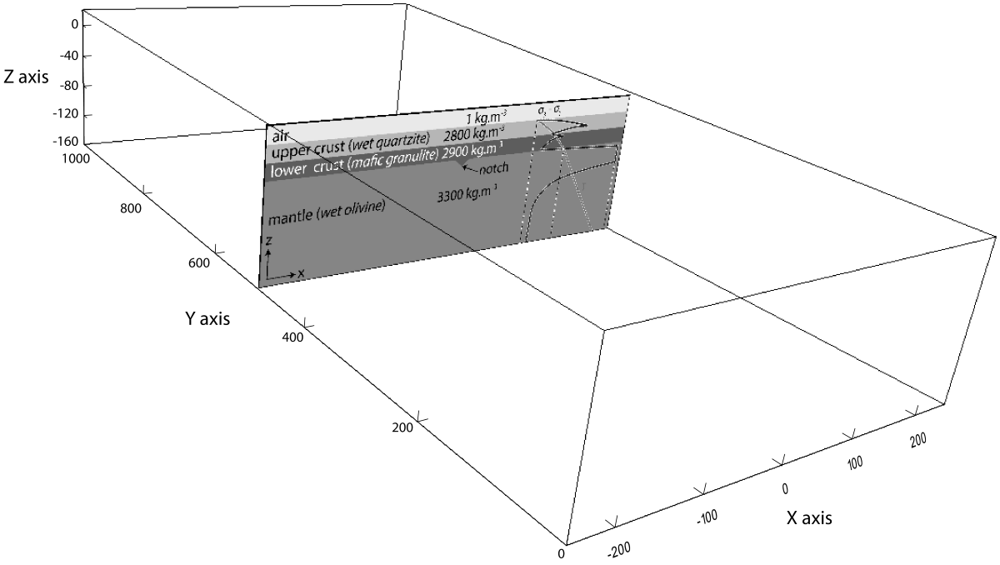 0
-40
Z axis
-80
-120
-160
1000
800
600
Y axis
400
200
0
air
1 kg.m⁻³
upper crust (wet quartzite) 2800 kg.m⁻³
lower crust (mafic granulite) 2900 kg.m⁻³
notch
3300 kg.m⁻³
mantle (wet olivine)
z
x
T
-200
-100
0
100
200
X axis